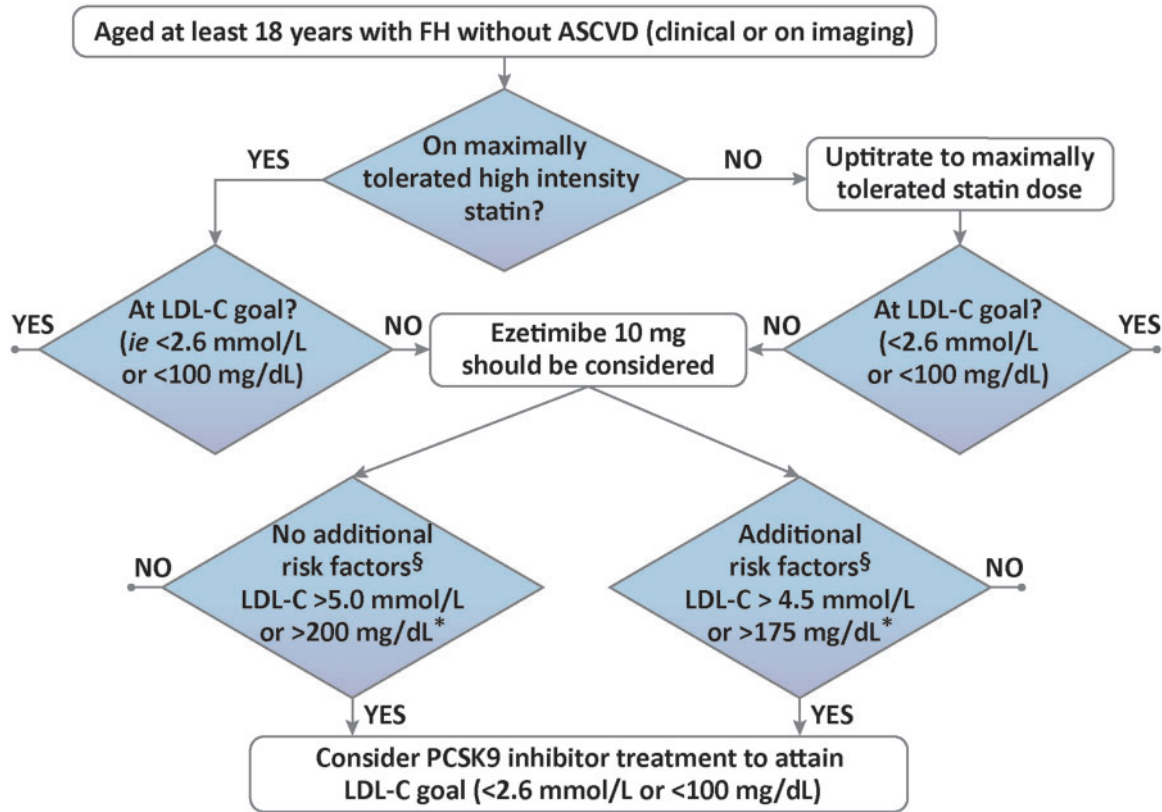 Aged at least 18 years with FH without ASCVD (clinical or on imaging)
On maximally
tolerated high intensity
statin?
YES
NO
Uptitrate to maximally
tolerated statin dose
At LDL-C goal?
(ie <2.6 mmol/L
or <100 mg/dL)
YES
NO
Ezetimibe 10 mg
should be considered
NO
At LDL-C goal?
(<2.6 mmol/L
or <100 mg/dL)
YES
No additional
risk factors§
LDL-C >5.0 mmol/L
or >200 mg/dL*
NO
YES
Additional
risk factors§
LDL-C > 4.5 mmol/L
or >175 mg/dL*
NO
YES
Consider PCSK9 inhibitor treatment to attain
LDL-C goal (<2.6 mmol/L or <100 mg/dL)